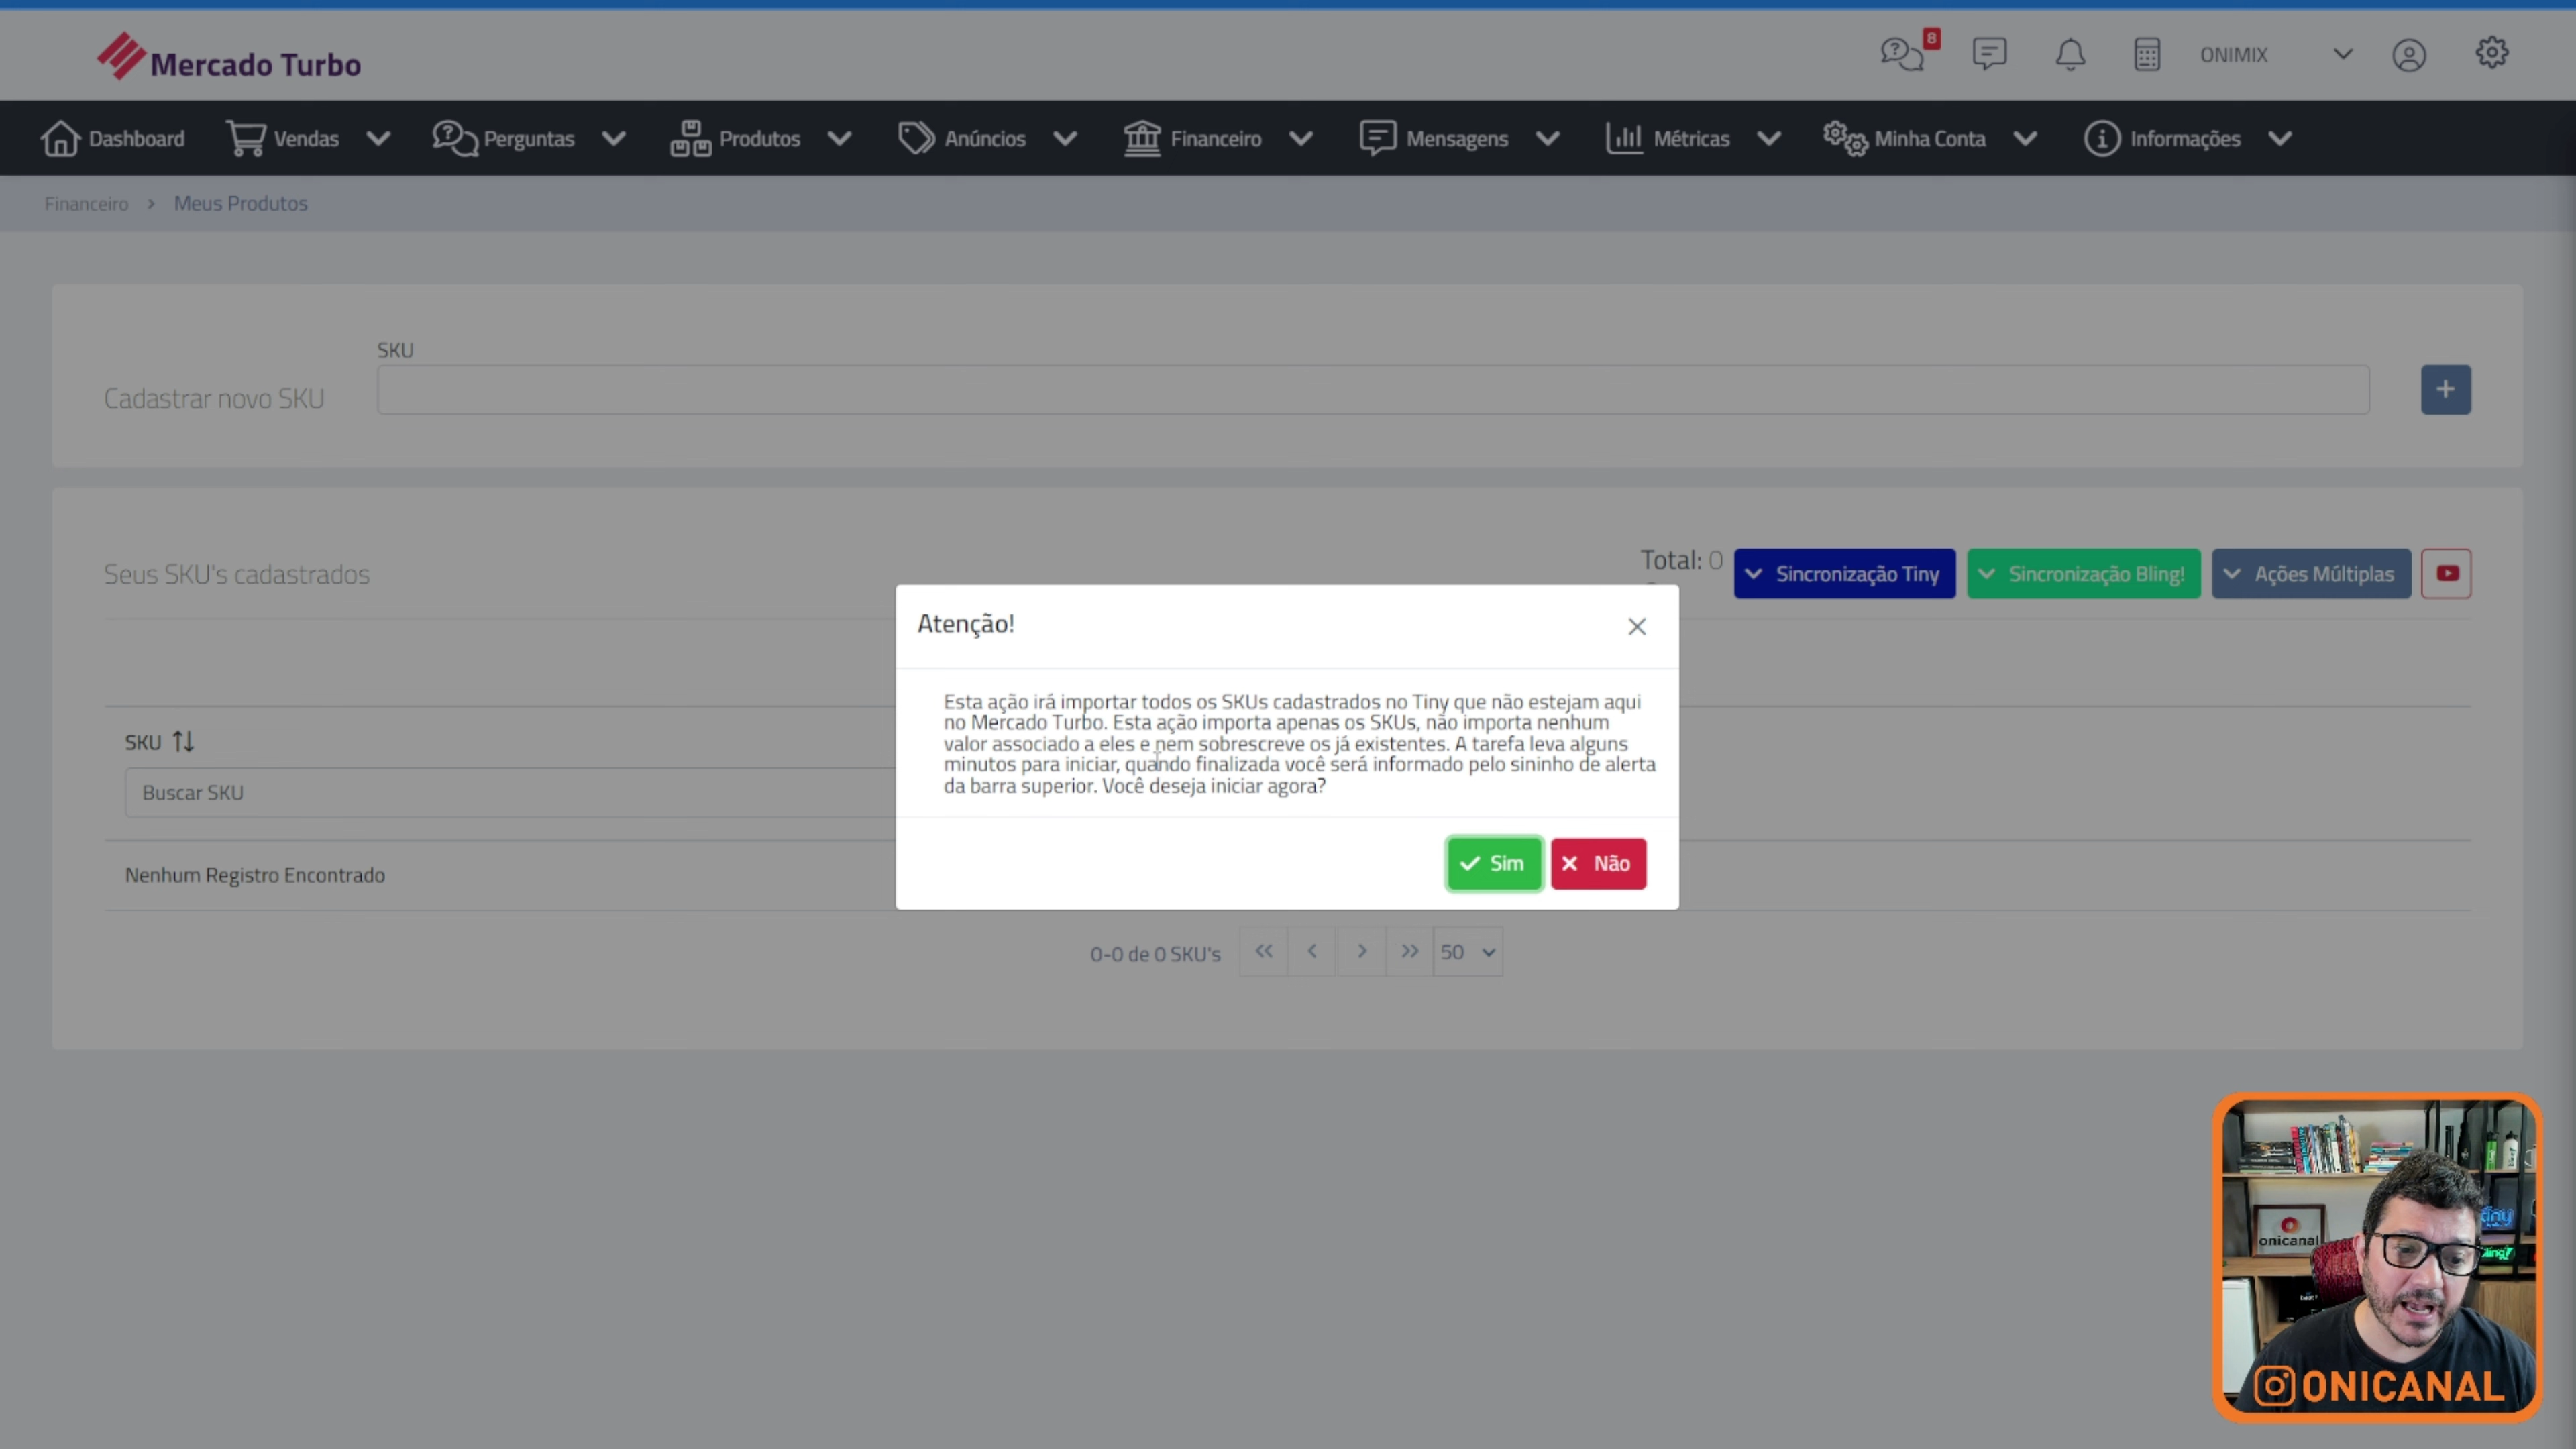 Mercado Turbo
8
ONIMIX
Dashboard
Vendas
Perguntas
Produtos
Anúncios
Financeiro
Mensagens
Métricas
Minha Conta
Informações
Financeiro > Meus Produtos
SKU
Cadastrar novo SKU
+
Seus SKU's cadastrados
Total: 0
Sincronização Tiny
Sincronização Bling!
Ações Múltiplas
Atenção!
Esta ação irá importar todos os SKUs cadastrados no Tiny que não estejam aqui
no Mercado Turbo. Esta ação importa apenas os SKUs, não importa nenhum
valor associado a eles e nem sobrescreve os já existentes. A tarefa leva alguns
minutos para iniciar, quando finalizada você será informado pelo sininho de alerta
da barra superior. Você deseja iniciar agora?
Sim
Não
SKU
Buscar SKU
Nenhum Registro Encontrado
0-0 de 0 SKU's
50
onicanal
tiny
bling!
ONICANAL